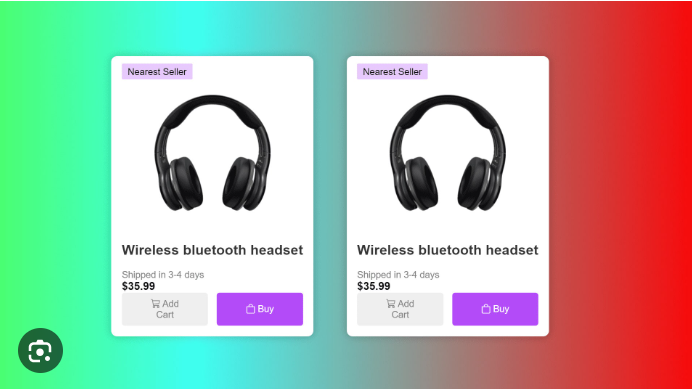 Nearest Seller
Wireless bluetooth headset
Shipped in 3-4 days
$35.99
Add
Cart
Buy
Nearest Seller
Wireless bluetooth headset
Shipped in 3-4 days
$35.99
Add
Cart
Buy